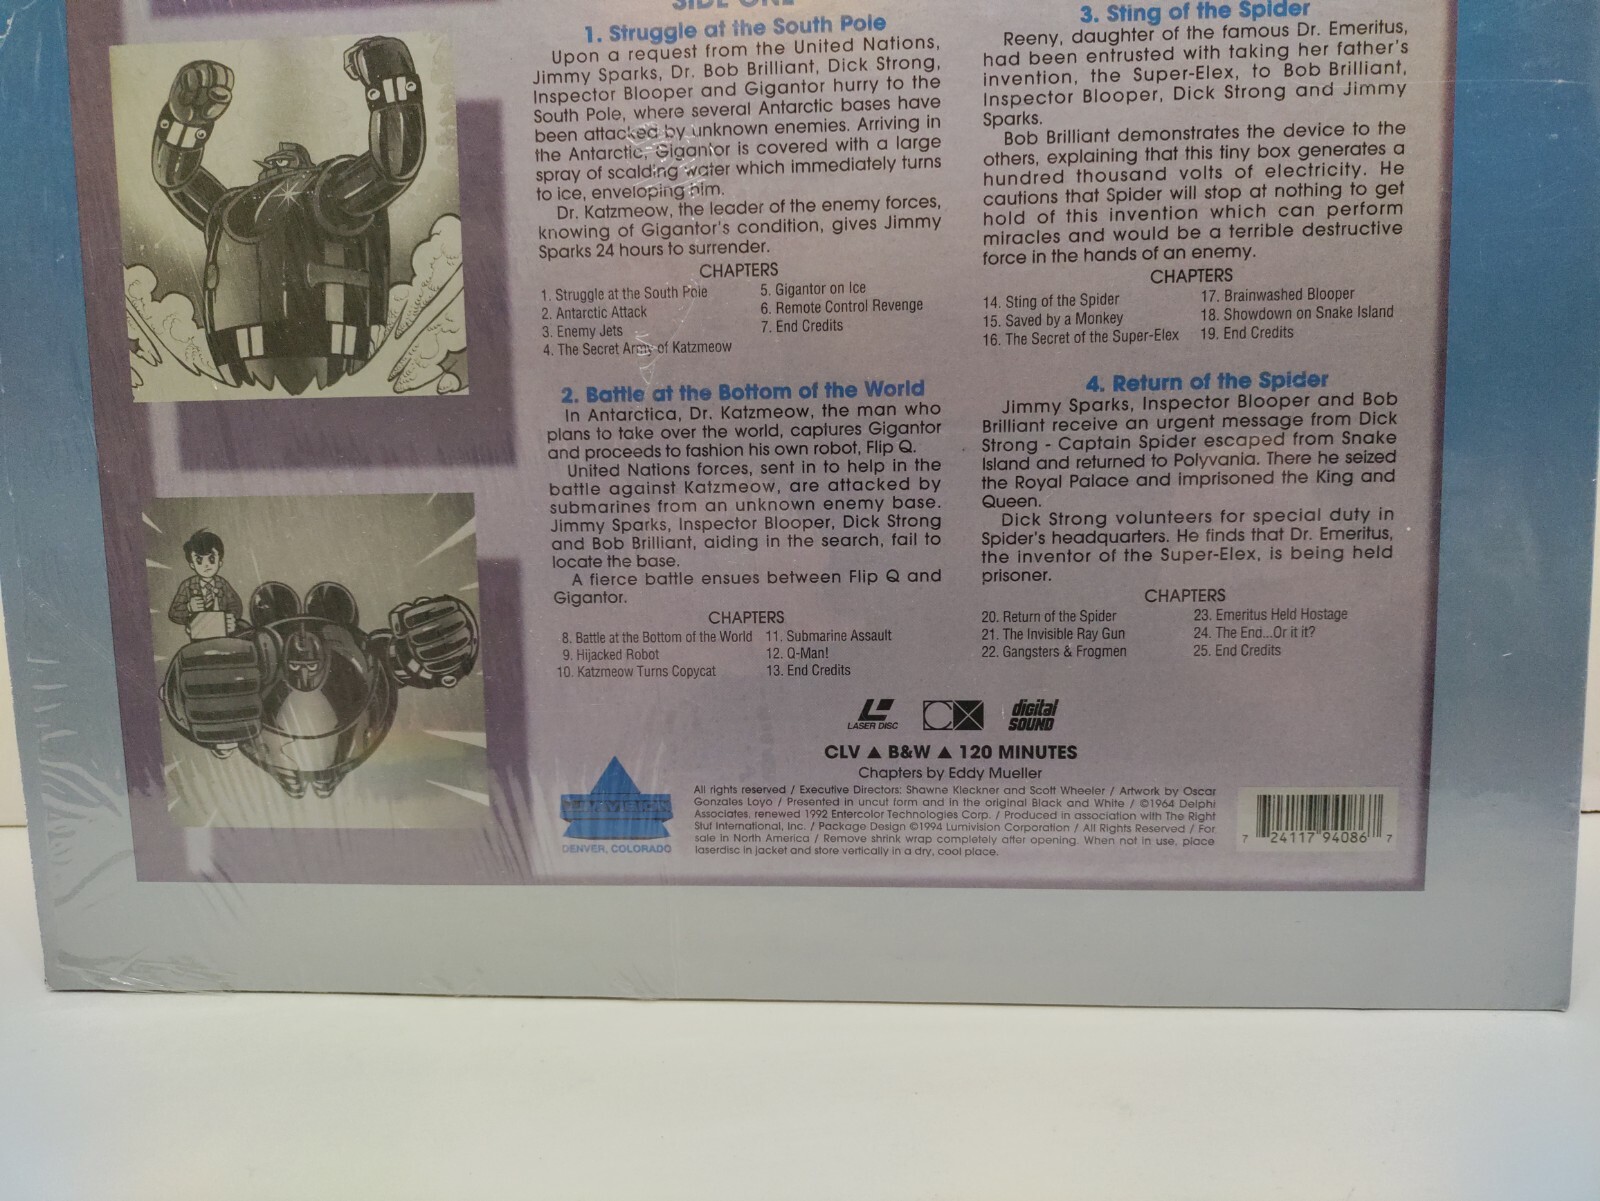 SIDE ONE
1. Struggle at the South Pole
Upon a request from the United Nations,
Jimmy Sparks, Dr. Bob Brilliant, Dick Strong,
Inspector Blooper and Gigantor hurry to the
South Pole, where several Antarctic bases have
been attacked by unknown enemies. Arriving in
the Antarctic, Gigantor is covered with a large
spray of scalding water which immediately turns
to ice, enveloping him.
Dr. Katzmeow, the leader of the enemy forces,
knowing of Gigantor's condition, gives Jimmy
Sparks 24 hours to surrender.
CHAPTERS
1. Struggle at the South Pole
2. Antarctic Attack
3. Enemy Jets
4. The Secret Army of Katzmeow
5. Gigantor on Ice
6. Remote Control Revenge
7. End Credits
2. Battle at the Bottom of the World
In Antarctica, Dr. Katzmeow, the man who
plans to take over the world, captures Gigantor
and proceeds to fashion his own robot, Flip Q.
United Nations forces, sent in to help in the
battle against Katzmeow, are attacked by
submarines from an unknown enemy base.
Jimmy Sparks, Inspector Blooper, Dick Strong
and Bob Brilliant, aiding in the search, fail to
locate the base.
A fierce battle ensues between Flip Q and
Gigantor.
CHAPTERS
8. Battle at the Bottom of the World
9. Hijacked Robot
10. Katzmeow Turns Copycat
11. Submarine Assault
12. Q-Man!
13. End Credits
3. Sting of the Spider
Reeny, daughter of the famous Dr. Emeritus,
had been entrusted with taking her father's
invention, the Super-Elex, to Bob Brilliant,
Inspector Blooper, Dick Strong and Jimmy
Sparks.
Bob Brilliant demonstrates the device to the
others, explaining that this tiny box generates a
hundred thousand volts of electricity. He
cautions that Spider will stop at nothing to get
hold of this invention which can perform
miracles and would be a terrible destructive
force in the hands of an enemy.
CHAPTERS
14. Sting of the Spider
15. Saved by a Monkey
16. The Secret of the Super-Elex
17. Brainwashed Blooper
18. Showdown on Snake Island
19. End Credits
4. Return of the Spider
Jimmy Sparks, Inspector Blooper and Bob
Brilliant receive an urgent message from Dick
Strong - Captain Spider escaped from Snake
Island and returned to Polyvania. There he seized
the Royal Palace and imprisoned the King and
Queen.
Dick Strong volunteers for special duty in
Spider's headquarters. He finds that Dr. Emeritus,
the inventor of the Super-Elex, is being held
prisoner.
CHAPTERS
20. Return of the Spider
21. The Invisible Ray Gun
22. Gangsters & Frogmen
23. Emeritus Held Hostage
24. The End...Or it it?
25. End Credits
LASER DISC
CX
digital SOUND
CLV ▲ B&W ▲ 120 MINUTES
Chapters by Eddy Mueller
LUMIVISION
DENVER, COLORADO
All rights reserved / Executive Directors: Shawne Kleckner and Scott Wheeler / Artwork by Oscar
Gonzales Loyo / Presented in uncut form and in the original Black and White / ©1964 Delphi
Associates, renewed 1992 Entercolor Technologies Corp. / Produced in association with The Right
Stuf International, Inc. / Package Design ©1994 Lumivision Corporation / All Rights Reserved / For
sale in North America / Remove shrink wrap completely after opening. When not in use, place
laserdisc in jacket and store vertically in a dry, cool place.
7 24117 94086 7